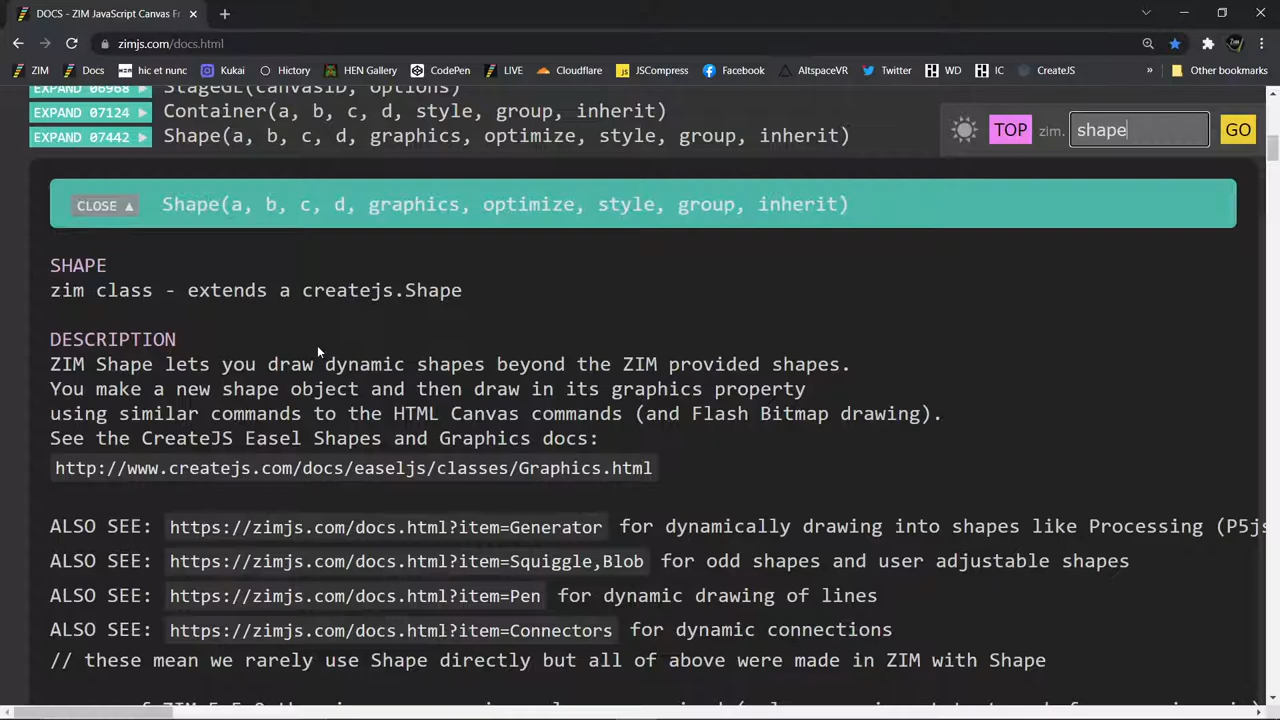 DOCS - ZIM JavaScript Canvas Fr
zimjs.com/docs.html
ZIM Docs hic et nunc Kukai Hictory HEN Gallery CodePen LIVE Cloudflare JSCompress Facebook AltspaceVR Twitter WD IC CreateJS » Other bookmarks
EXPAND 06968 ▶ StageGL(canvasID, options)
EXPAND 07124 ▶ Container(a, b, c, d, style, group, inherit)
EXPAND 07442 ▶ Shape(a, b, c, d, graphics, optimize, style, group, inherit)
TOP zim. shape GO
CLOSE ▲ Shape(a, b, c, d, graphics, optimize, style, group, inherit)
SHAPE
zim class - extends a createjs.Shape
DESCRIPTION
ZIM Shape lets you draw dynamic shapes beyond the ZIM provided shapes.
You make a new shape object and then draw in its graphics property
using similar commands to the HTML Canvas commands (and Flash Bitmap drawing).
See the CreateJS Easel Shapes and Graphics docs:
http://www.createjs.com/docs/easeljs/classes/Graphics.html
ALSO SEE: https://zimjs.com/docs.html?item=Generator for dynamically drawing into shapes like Processing (P5js
ALSO SEE: https://zimjs.com/docs.html?item=Squiggle,Blob for odd shapes and user adjustable shapes
ALSO SEE: https://zimjs.com/docs.html?item=Pen for dynamic drawing of lines
ALSO SEE: https://zimjs.com/docs.html?item=Connectors for dynamic connections
// these mean we rarely use Shape directly but all of above were made in ZIM with Shape